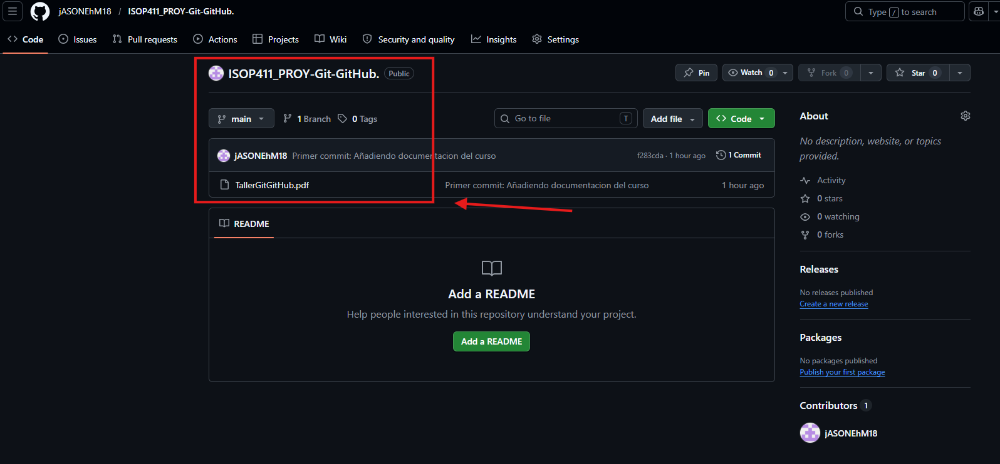 jASONEhM18 / ISOP411_PROY-Git-GitHub.
Type / to search
Code Issues Pull requests Actions Projects Wiki Security and quality Insights Settings
ISOP411_PROY-Git-GitHub. Public
Pin Watch 0 Fork 0 Star 0
main 1 Branch 0 Tags Go to file T Add file Code
jASONEhM18 Primer commit: Añadiendo documentacion del curso f283cda · 1 hour ago 1 Commit
TallerGitGitHub.pdf Primer commit: Añadiendo documentacion del curso 1 hour ago
README
Add a README
Help people interested in this repository understand your project.
Add a README
About
No description, website, or topics
provided.
Activity
0 stars
0 watching
0 forks
Releases
No releases published
Create a new release
Packages
No packages published
Publish your first package
Contributors 1
jASONEhM18